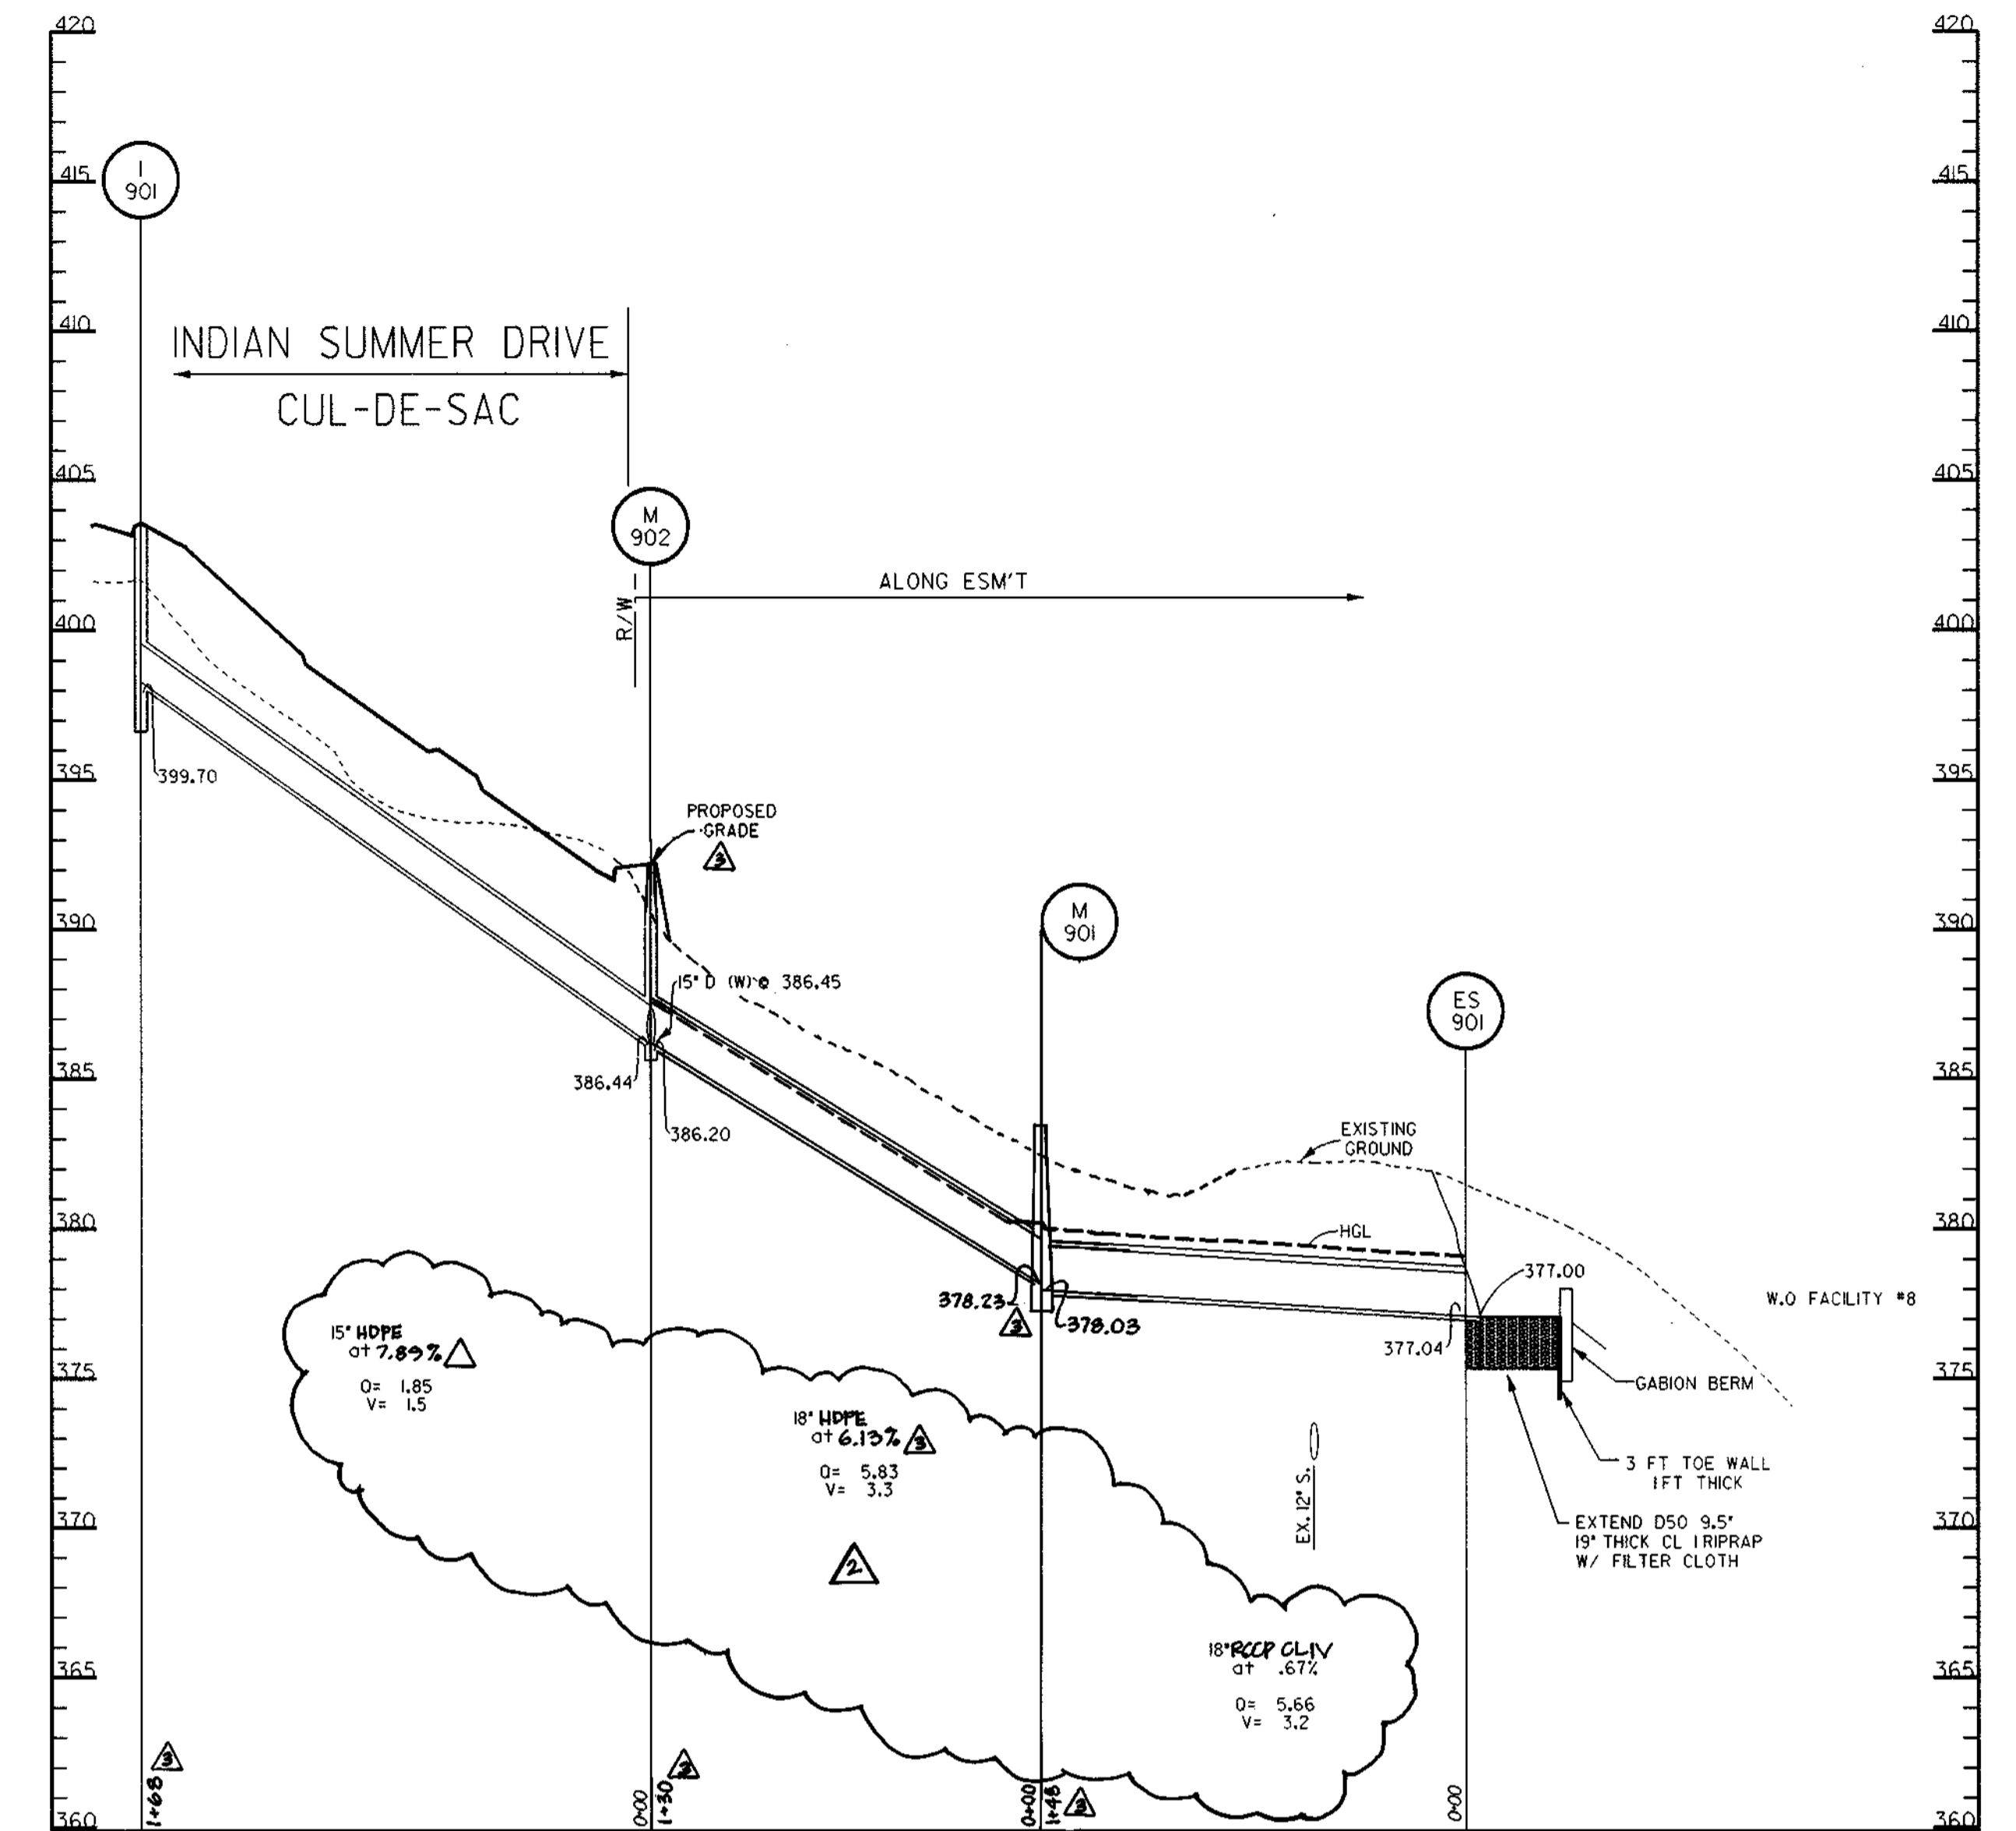 420
420
415
I
901
415
410
INDIAN SUMMER DRIVE
410
CUL-DE-SAC
405
405
M
902
ALONG ESM'T
R/W
400
400
395
399.70
395
PROPOSED
GRADE
3
390
M
901
390
15" D (W) @ 386.45
ES
901
385
386.44
385
386.20
EXISTING
GROUND
380
HGL
380
377.00
378.23
3
378.03
377.04
W.O FACILITY #8
15" HDPE
at 7.89%
Q= 1.85
V= 1.5
375
GABION BERM
375
18" HDPE
at 6.13% 3
Q= 5.83
V= 3.3
3 FT TOE WALL
1FT THICK
EX. 12" S.
370
EXTEND D50 9.5"
19" THICK CL I RIPRAP
W/ FILTER CLOTH
370
2
365
18" RCCP CLIV
at .67%
Q= 5.66
V= 3.2
365
3
3
3
1+68
0+00
1+30
0+00
1+48
0+00
360
360